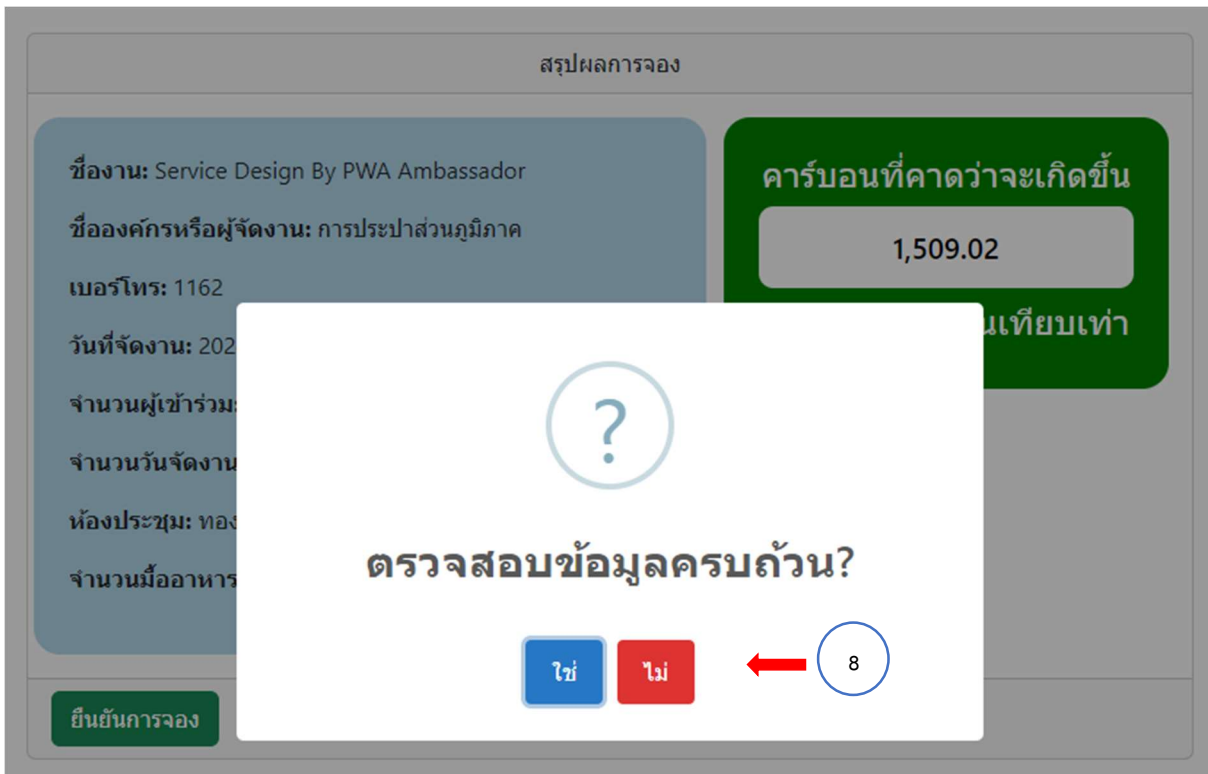 สรุปผลการจอง
ชื่องาน: Service Design By PWA Ambassador
ชื่อองค์กรหรือผู้จัดงาน: การประปาส่วนภูมิภาค
เบอร์โทร: 1162
วันที่จัดงาน: 202
จำนวนผู้เข้าร่วม:
จำนวนวันจัดงาน
ห้องประชุม: ทอง
จำนวนมื้ออาหาร
คาร์บอนที่คาดว่าจะเกิดขึ้น
1,509.02
นเทียบเท่า
?
ตรวจสอบข้อมูลครบถ้วน?
ใช่ ไม่ 8
ยืนยันการจอง